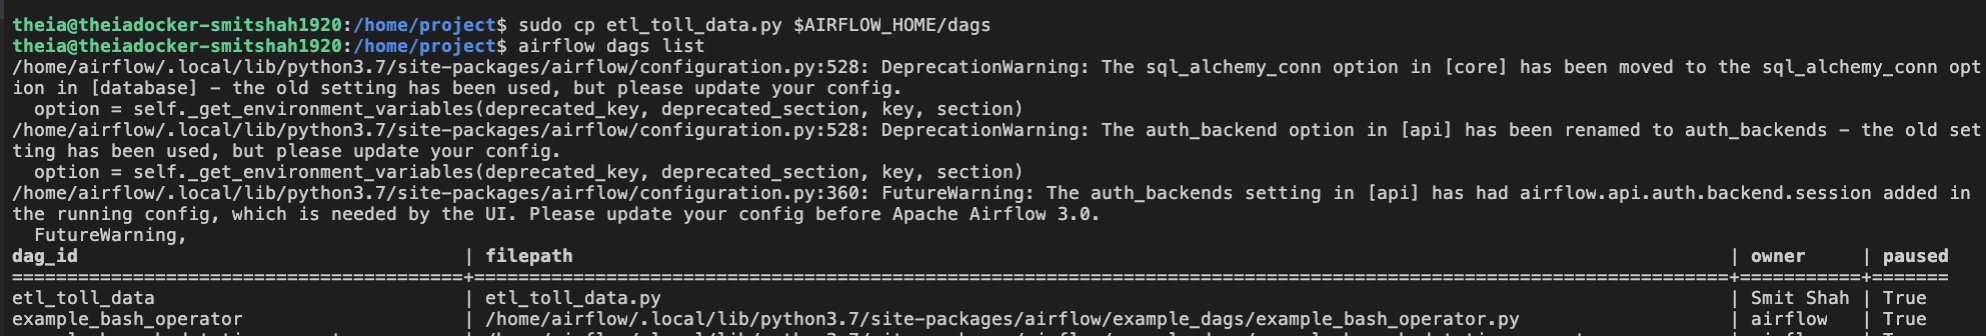 theia@theiadocker-smitshah1920:/home/project$ sudo cp etl_toll_data.py $AIRFLOW_HOME/dags
theia@theiadocker-smitshah1920:/home/project$ airflow dags list
/home/airflow/.local/lib/python3.7/site-packages/airflow/configuration.py:528: DeprecationWarning: The sql_alchemy_conn option in [core] has been moved to the sql_alchemy_conn opt
ion in [database] - the old setting has been used, but please update your config.
  option = self._get_environment_variables(deprecated_key, deprecated_section, key, section)
/home/airflow/.local/lib/python3.7/site-packages/airflow/configuration.py:528: DeprecationWarning: The auth_backend option in [api] has been renamed to auth_backends - the old set
ting has been used, but please update your config.
  option = self._get_environment_variables(deprecated_key, deprecated_section, key, section)
/home/airflow/.local/lib/python3.7/site-packages/airflow/configuration.py:360: FutureWarning: The auth_backends setting in [api] has had airflow.api.auth.backend.session added in
the running config, which is needed by the UI. Please update your config before Apache Airflow 3.0.
  FutureWarning,
dag_id | filepath | owner | paused
etl_toll_data | etl_toll_data.py | Smit Shah | True
example_bash_operator | /home/airflow/.local/lib/python3.7/site-packages/airflow/example_dags/example_bash_operator.py | airflow | True